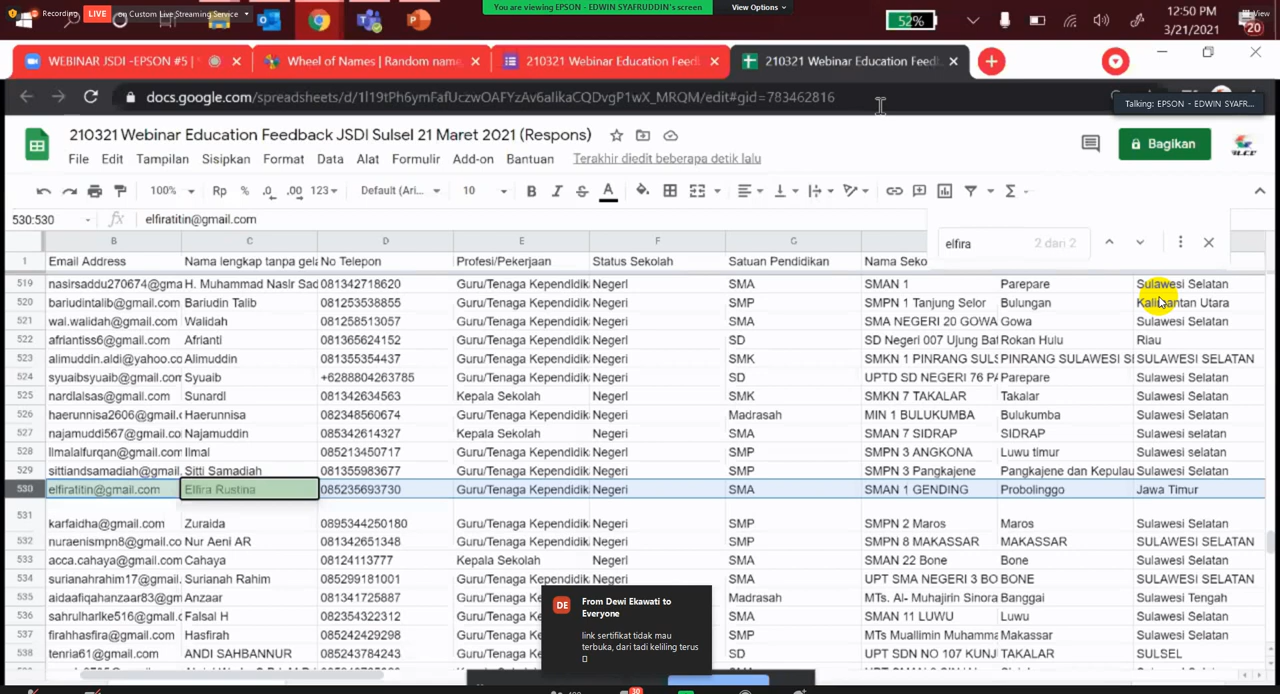 Recording
LIVE on Custom Live Streaming Service
You are viewing EPSON - EDWIN SYAFRUDDIN's screen
View Options
52%
12:50 PM
3/21/2021
View
20
WEBINAR JSDI -EPSON #5 |
Wheel of Names | Random name
210321 Webinar Education Feedl
210321 Webinar Education Feedb
docs.google.com/spreadsheets/d/1l19tPh6ymFafUczwOAFYzAv6alikaCQDvgP1wX_MRQM/edit#gid=783462816
Talking: EPSON - EDWIN SYAFR...
210321 Webinar Education Feedback JSDI Sulsel 21 Maret 2021 (Respons)
File Edit Tampilan Sisipkan Format Data Alat Formulir Add-on Bantuan Terakhir diedit beberapa detik lalu
Bagikan
100% Rp % .0 .00 123 Default (Ari... 10 B I S A
530:530 fx elfiratitin@gmail.com
elfira 2 dari 2
B C D E F G
1 Email Address Nama lengkap tanpa gela No Telepon Profesi/Pekerjaan Status Sekolah Satuan Pendidikan Nama Seko
519 nasirsaddu270674@gma H. Muhammad Nasir Sad 081342718620 Guru/Tenaga Kependidik Negeri SMA SMAN 1 Parepare Sulawesi Selatan
520 bariudintalib@gmail.com Bariudin Talib 081253538855 Guru/Tenaga Kependidik Negeri SMP SMPN 1 Tanjung Selor Bulungan Kalimantan Utara
521 wal.walidah@gmail.com Walidah 081258513057 Guru/Tenaga Kependidik Negeri SMA SMA NEGERI 20 GOWA Gowa Sulawesi Selatan
522 afriantiss6@gmail.com Afrianti 081365624152 Guru/Tenaga Kependidik Negeri SD SD Negeri 007 Ujung Bat Rokan Hulu Riau
523 alimuddin.aldi@yahoo.cc Alimuddin 081355354437 Guru/Tenaga Kependidik Negeri SMK SMKN 1 PINRANG SULS PINRANG SULAWESI S SULAWESI SELATAN
524 syuaibsyuaib@gmail.com Syuaib +6288804263785 Guru/Tenaga Kependidik Negeri SD UPTD SD NEGERI 76 PA Parepare Sulawesi Selatan
525 nardlalsas@gmail.com Sunardl 081342634563 Kepala Sekolah Negeri SMK SMKN 7 TAKALAR Takalar Sulawesi Selatan
526 haerunnisa2606@gmail.c Haerunnisa 082348560674 Guru/Tenaga Kependidik Negeri Madrasah MIN 1 BULUKUMBA Bulukumba Sulawesi Selatan
527 najamuddi567@gmail.co Najamuddin 085342614327 Kepala Sekolah Negeri SMA SMAN 7 SIDRAP SIDRAP Sulawesi selatan
528 llmalalfurqan@gmail.com Ilmal 085213450717 Guru/Tenaga Kependidik Negeri SMP SMPN 3 ANGKONA Luwu timur Sulawesi Selatan
529 sittiandsamadiah@gmail. Sitti Samadiah 081355983677 Guru/Tenaga Kependidik Negeri SMP SMPN 3 Pangkajene Pangkajene dan Kepulau Sulawesi Selatan
530 elfiratitin@gmail.com Elfira Rustina 085235693730 Guru/Tenaga Kependidik Negeri SMA SMAN 1 GENDING Probolinggo Jawa Timur
531 karfaidha@gmail.com Zuraida 0895344250180 Guru/Tenaga Kependidik Negeri SMP SMPN 2 Maros Maros Sulawesi Selatan
532 nuraenismpn8@gmail.co Nur Aeni AR 081342651348 Guru/Tenaga Kependidik Negeri SMP SMPN 8 MAKASSAR MAKASSAR SULAWESI SELATAN
533 acca.cahaya@gmail.com Cahaya 08124113777 Kepala Sekolah Negeri SMA SMAN 22 Bone Bone Sulawesi Selatan
534 surianahrahim17@gmail. Surianah Rahim 085299181001 Guru/Tenaga Kependidik Negeri SMA UPT SMA NEGERI 3 BO BONE SULAWESI SELATAN
535 aidaafiqahanzaar83@gm Anzaar 081341725887 Guru/Tenaga Kependidik Madrasah MTs. Al- Muhajirin Sinora Banggai Sulawesi Tengah
536 sahrulharlke516@gmail.c Falsal H 082354322312 Guru/Tenaga Kependidik SMA SMAN 11 LUWU Luwu Sulawesi Selatan
537 firahhasfira@gmail.com Hasfirah 085242429298 Guru/Tenaga Kependidik SMP MTs Muallimin Muhamma Makassar Sulawesi Selatan
538 tenria61@gmail.com ANDI SAHBANNUR 085243784243 Guru/Tenaga Kependidik SD UPT SDN NO 107 KUNJ TAKALAR SULSEL
DE From Dewi Ekawati to
Everyone
link sertifikat tidak mau
terbuka, dari tadi keliling terus
30